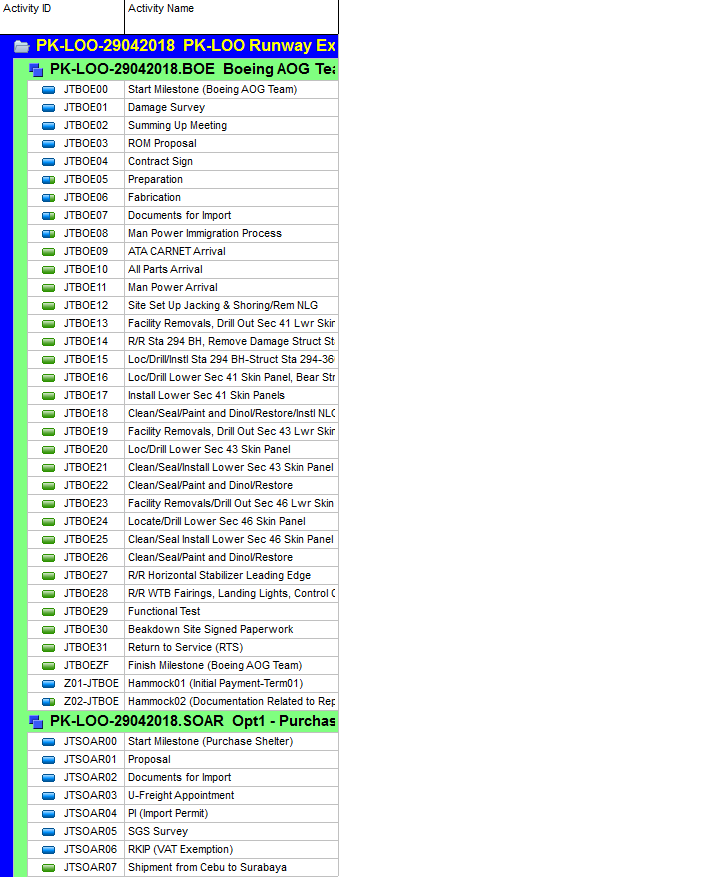 Activity ID Activity Name
PK-LOO-29042018 PK-LOO Runway Ex
PK-LOO-29042018.BOE Boeing AOG Tea
JTBOE00 Start Milestone (Boeing AOG Team)
JTBOE01 Damage Survey
JTBOE02 Summing Up Meeting
JTBOE03 ROM Proposal
JTBOE04 Contract Sign
JTBOE05 Preparation
JTBOE06 Fabrication
JTBOE07 Documents for Import
JTBOE08 Man Power Immigration Process
JTBOE09 ATA CARNET Arrival
JTBOE10 All Parts Arrival
JTBOE11 Man Power Arrival
JTBOE12 Site Set Up Jacking & Shoring/Rem NLG
JTBOE13 Facility Removals, Drill Out Sec 41 Lwr Skin
JTBOE14 R/R Sta 294 BH, Remove Damage Struct St
JTBOE15 Loc/Drill/Instl Sta 294 BH-Struct Sta 294-36
JTBOE16 Loc/Drill Lower Sec 41 Skin Panel, Bear Str
JTBOE17 Install Lower Sec 41 Skin Panels
JTBOE18 Clean/Seal/Paint and Dinol/Restore/Instl NLG
JTBOE19 Facility Removals, Drill Out Sec 43 Lwr Skin
JTBOE20 Loc/Drill Lower Sec 43 Skin Panel
JTBOE21 Clean/Seal/Install Lower Sec 43 Skin Panel
JTBOE22 Clean/Seal/Paint and Dinol/Restore
JTBOE23 Facility Removals/Drill Out Sec 46 Lwr Skin
JTBOE24 Locate/Drill Lower Sec 46 Skin Panel
JTBOE25 Clean/Seal Install Lower Sec 46 Skin Panel
JTBOE26 Clean/Seal/Paint and Dinol/Restore
JTBOE27 R/R Horizontal Stabilizer Leading Edge
JTBOE28 R/R WTB Fairings, Landing Lights, Control C
JTBOE29 Functional Test
JTBOE30 Beakdown Site Signed Paperwork
JTBOE31 Return to Service (RTS)
JTBOEZF Finish Milestone (Boeing AOG Team)
Z01-JTBOE Hammock01 (Initial Payment-Term01)
Z02-JTBOE Hammock02 (Documentation Related to Rep
PK-LOO-29042018.SOAR Opt1 - Purchas
JTSOAR00 Start Milestone (Purchase Shelter)
JTSOAR01 Proposal
JTSOAR02 Documents for Import
JTSOAR03 U-Freight Appointment
JTSOAR04 PI (Import Permit)
JTSOAR05 SGS Survey
JTSOAR06 RKIP (VAT Exemption)
JTSOAR07 Shipment from Cebu to Surabaya